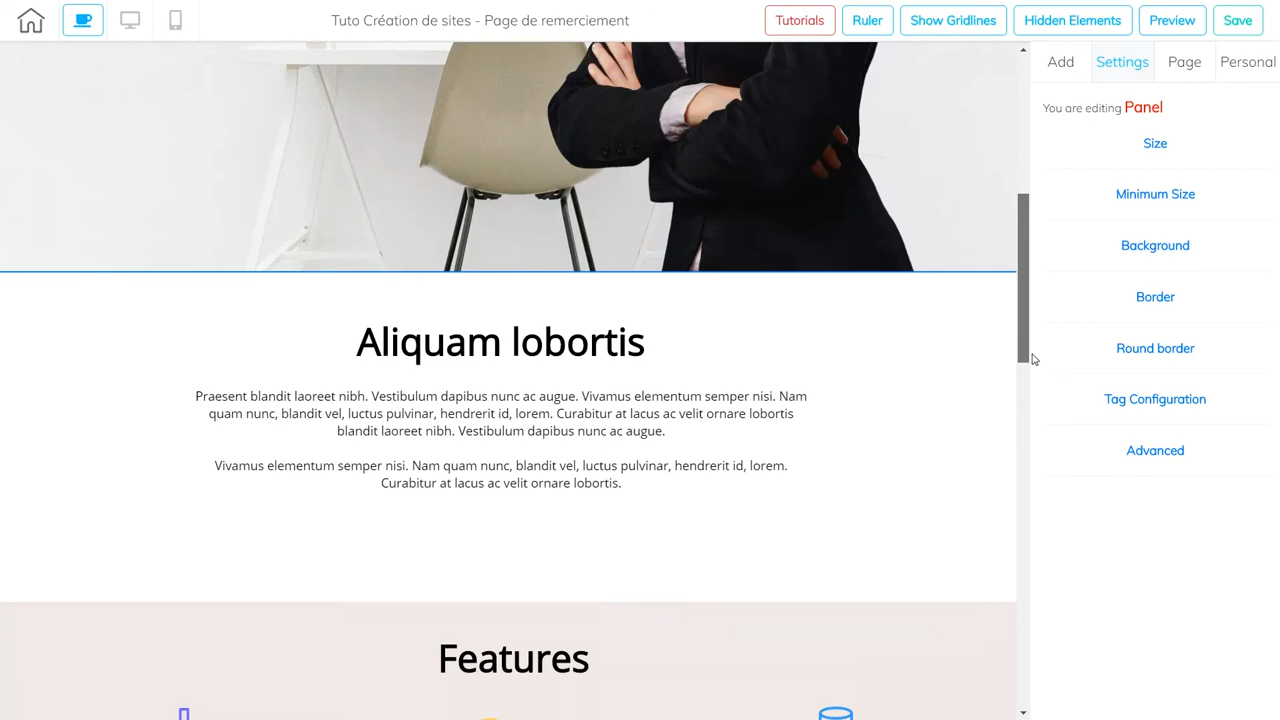 Tuto Création de sites - Page de remerciement
Tutorials
Ruler
Show Gridlines
Hidden Elements
Preview
Save
Add
Settings
Page
Personal
You are editing Panel
Size
Minimum Size
Background
Border
Round border
Tag Configuration
Advanced
Aliquam lobortis
Praesent blandit laoreet nibh. Vestibulum dapibus nunc ac augue. Vivamus elementum semper nisi. Nam
quam nunc, blandit vel, luctus pulvinar, hendrerit id, lorem. Curabitur at lacus ac velit ornare lobortis
blandit laoreet nibh. Vestibulum dapibus nunc ac augue.
Vivamus elementum semper nisi. Nam quam nunc, blandit vel, luctus pulvinar, hendrerit id, lorem.
Curabitur at lacus ac velit ornare lobortis.
Features